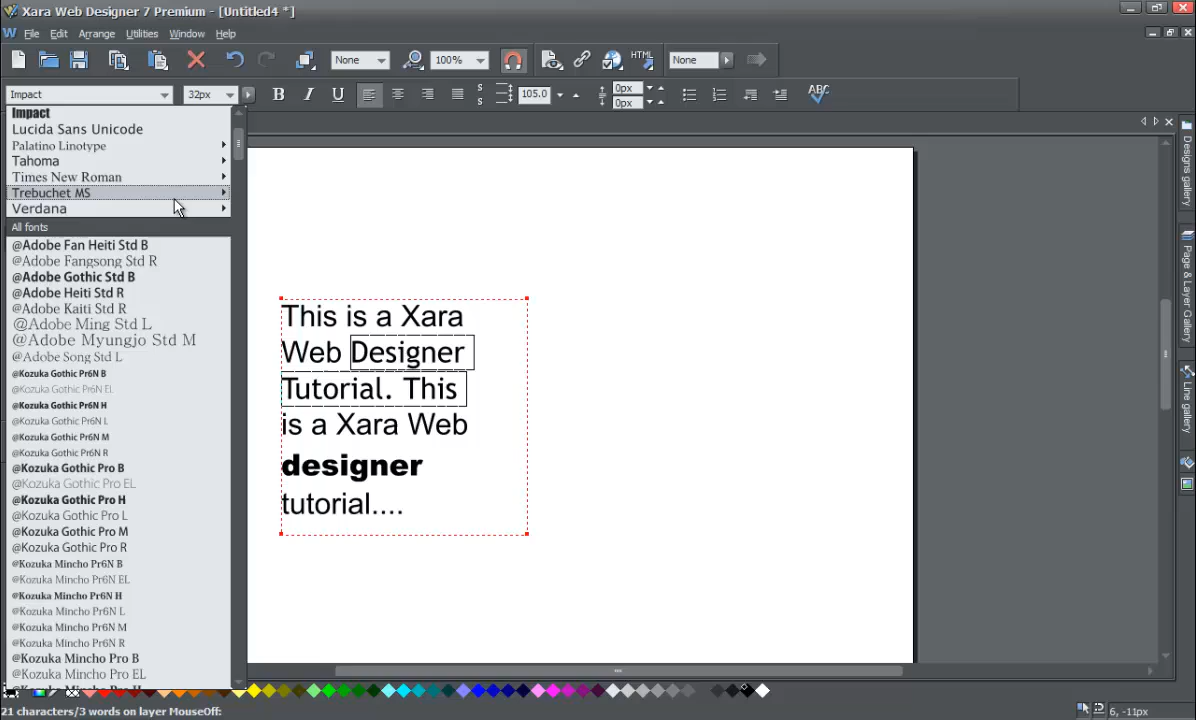 Xara Web Designer 7 Premium - [Untitled4 *]
File Edit Arrange Utilities Window Help
None 100% HTML None
Impact 32px B I U S S 105.0 0px ABC
0px
Impact
Lucida Sans Unicode
Palatino Linotype
Tahoma
Times New Roman
Trebuchet MS
Verdana
All fonts
@Adobe Fan Heiti Std B
@Adobe Fangsong Std R
@Adobe Gothic Std B
@Adobe Heiti Std R
@Adobe Kaiti Std R
@Adobe Ming Std L
@Adobe Myungjo Std M
@Adobe Song Std L
@Kozuka Gothic Pr6N B
@Kozuka Gothic Pr6N EL
@Kozuka Gothic Pr6N H
@Kozuka Gothic Pr6N L
@Kozuka Gothic Pr6N M
@Kozuka Gothic Pr6N R
@Kozuka Gothic Pro B
@Kozuka Gothic Pro EL
@Kozuka Gothic Pro H
@Kozuka Gothic Pro L
@Kozuka Gothic Pro M
@Kozuka Gothic Pro R
@Kozuka Mincho Pr6N B
@Kozuka Mincho Pr6N EL
@Kozuka Mincho Pr6N H
@Kozuka Mincho Pr6N L
@Kozuka Mincho Pr6N M
@Kozuka Mincho Pr6N R
@Kozuka Mincho Pro B
@Kozuka Mincho Pro EL
This is a Xara
Web Designer
Tutorial. This
is a Xara Web
designer
tutorial....
Designs gallery
Page & Layer Gallery
Line gallery
21 characters/3 words on layer MouseOff:
6, -11px